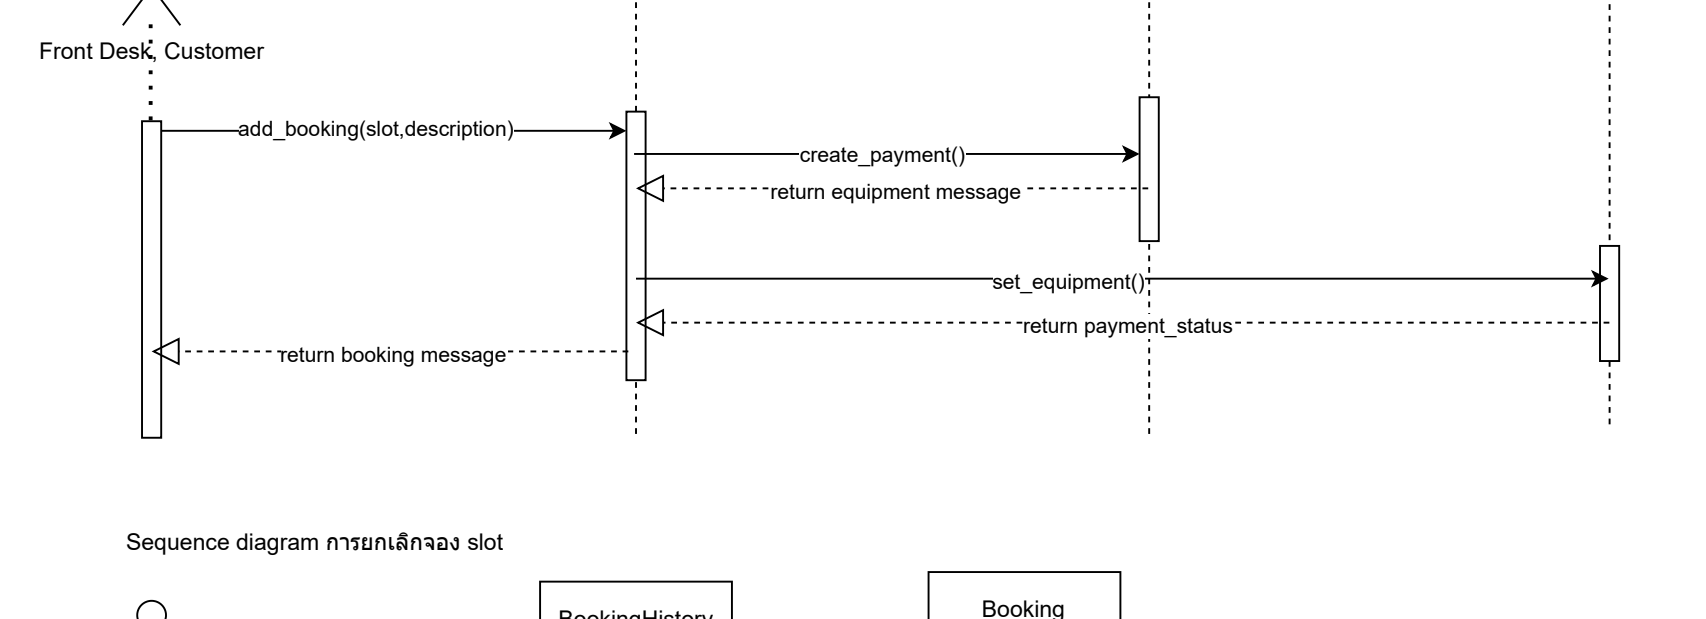 Front Desk, Customer
add_booking(slot,description)
create_payment()
return equipment message
set_equipment()
return payment_status
return booking message
Sequence diagram การยกเลิกจอง slot
BookingHistory
Booking